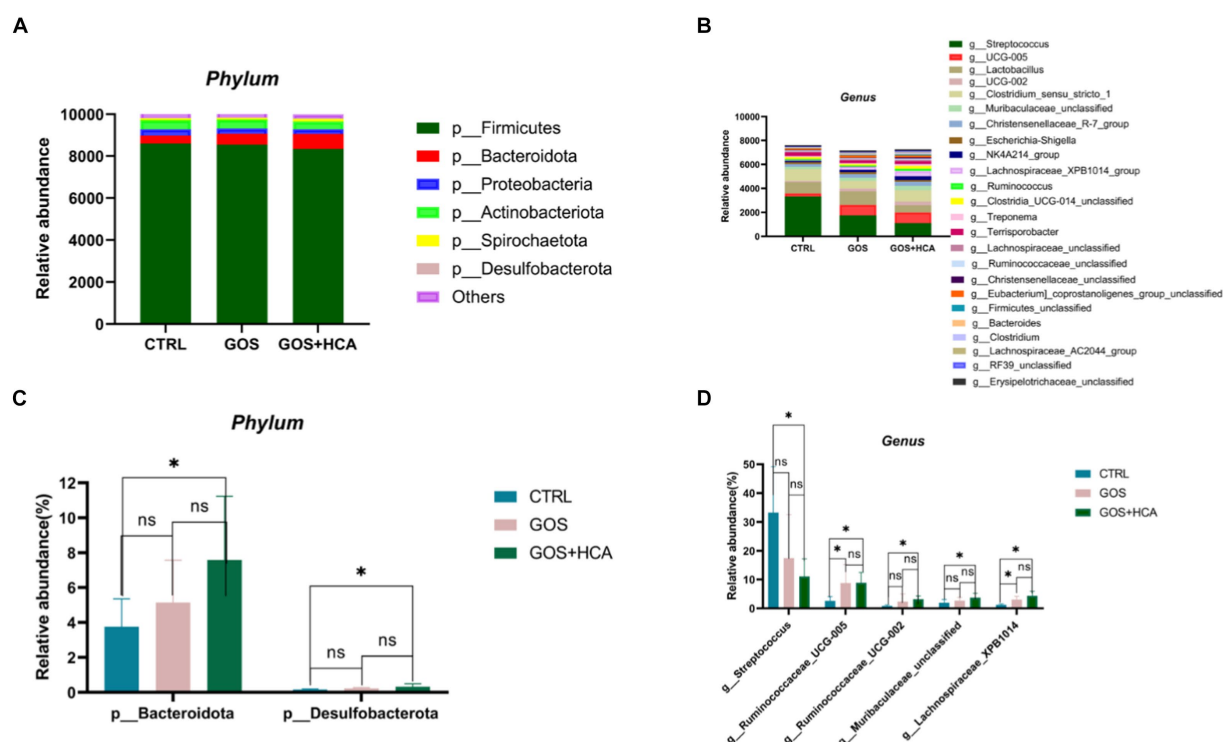 A
Phylum
Relative abundance
10000
8000
6000
4000
2000
0
CTRL
GOS
GOS+HCA
p__Firmicutes
p__Bacteroidota
p__Proteobacteria
p__Actinobacteriota
p__Spirochaetota
p__Desulfobacterota
Others
B
Genus
Relative abundance
10000
8000
6000
4000
2000
0
CTRL
GOS
GOS+HCA
g__Streptococcus
g__UCG-005
g__Lactobacillus
g__UCG-002
g__Clostridium_sensu_stricto_1
g__Muribaculaceae_unclassified
g__Christensenellaceae_R-7_group
g__Escherichia-Shigella
g__NK4A214_group
g__Lachnospiraceae_XPB1014_group
g__Ruminococcus
g__Clostridia_UCG-014_unclassified
g__Treponema
g__Terrisporobacter
g__Lachnospiraceae_unclassified
g__Ruminococcaceae_unclassified
g__Christensenellaceae_unclassified
g__Eubacterium]_coprostanoligenes_group_unclassified
g__Firmicutes_unclassified
g__Bacteroides
g__Clostridium
g__Lachnospiraceae_AC2044_group
g__RF39_unclassified
g__Erysipelotrichaceae_unclassified
C
Phylum
Relative abundance(%)
12
10
8
6
4
2
0
*
ns
ns
*
ns
ns
p__Bacteroidota
p__Desulfobacterota
CTRL
GOS
GOS+HCA
D
Genus
Relative abundance(%)
50
40
30
20
10
0
*
ns
ns
*
*
ns
*
ns
ns
*
ns
ns
*
*
ns
g__Streptococcus
g__Ruminococcaceae_UCG-005
g__Ruminococcaceae_UCG-002
g__Muribaculaceae_unclassified
g__Lachnospiraceae_XPB1014
CTRL
GOS
GOS+HCA